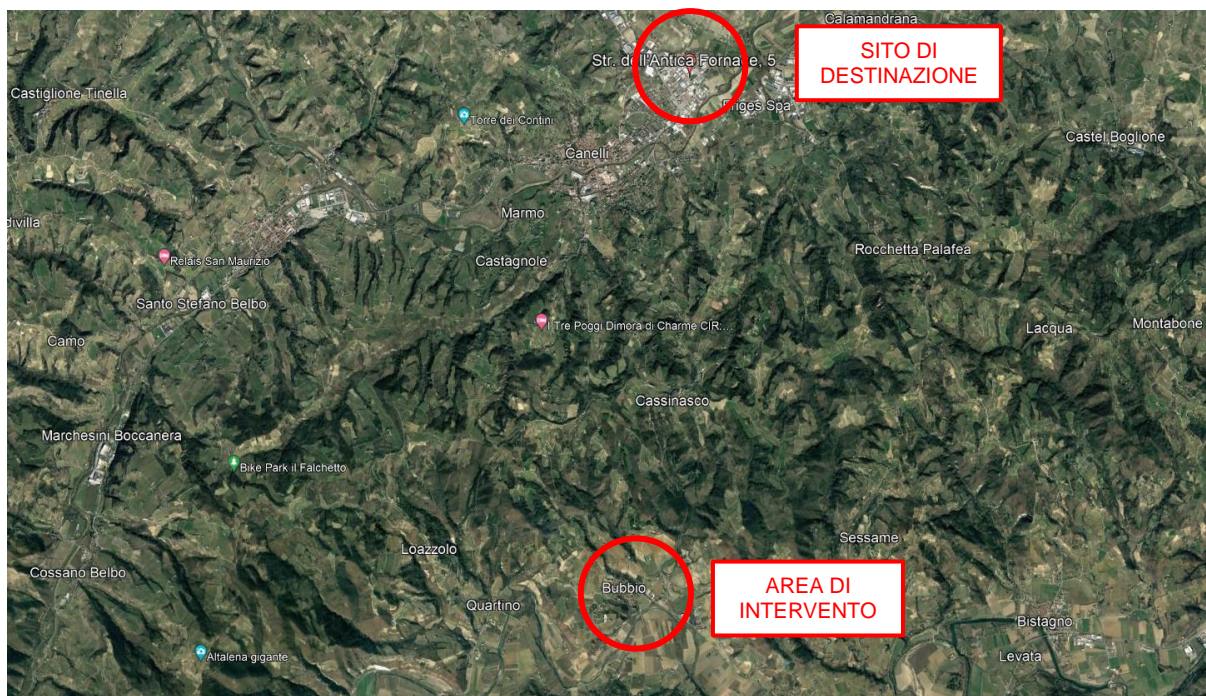 Calamandrana
SITO DI
DESTINAZIONE
Str. dell'Antica Fornace, 5
Castiglione Tinella
Friges Spa
Torre dei Contini
Castel Boglione
Canelli
Marmo
divilla
Rocchetta Palafea
Relais San Maurizio
Castagnole
Santo Stefano Belbo
I Tre Poggi Dimora di Charme CIR:...
Lacqua
Montabone
Camo
Cassinasco
Marchesini Boccanera
Bike Park il Falchetto
Sessame
Loazzolo
Cossano Belbo
Bubbio
AREA DI
INTERVENTO
Quartino
Bistagno
Levata
Altalena gigante